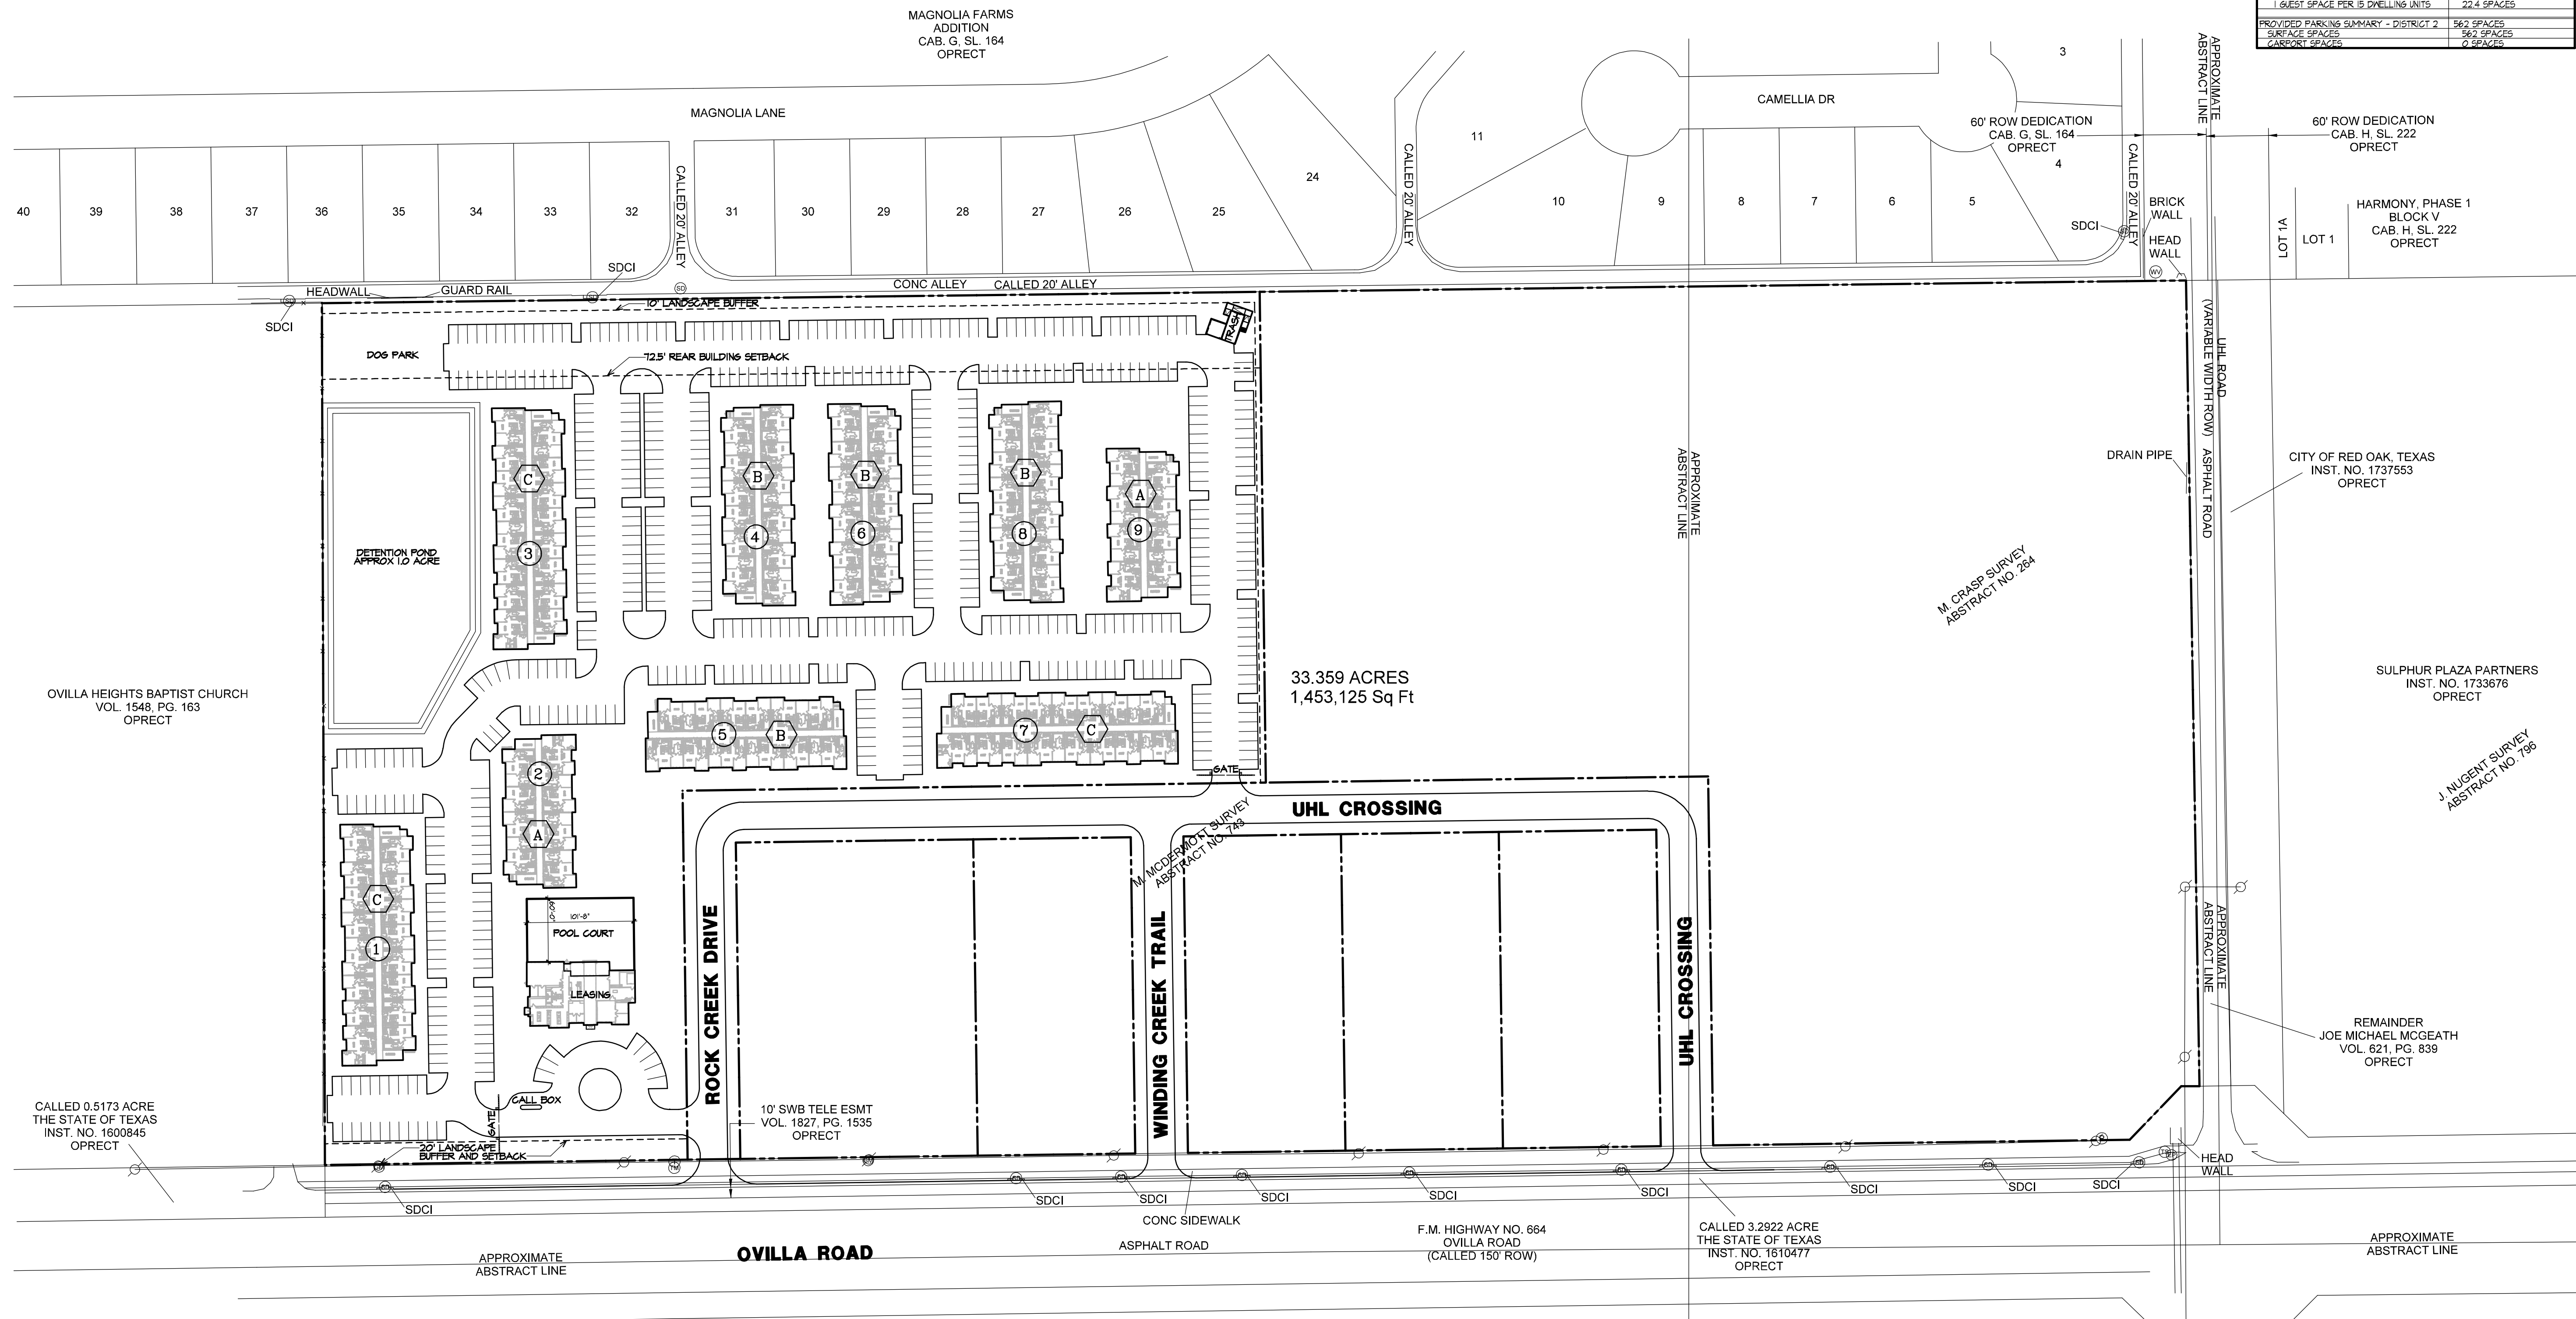 1 GUEST SPACE PER 15 DWELLING UNITS 22.4 SPACES
PROVIDED PARKING SUMMARY - DISTRICT 2 562 SPACES
SURFACE SPACES 562 SPACES
CARPORT SPACES 0 SPACES
MAGNOLIA FARMS
ADDITION
CAB. G, SL. 164
OPRECT
APPROXIMATE
ABSTRACT LINE
3
MAGNOLIA LANE
CAMELLIA DR
60' ROW DEDICATION
CAB. G, SL. 164
OPRECT
60' ROW DEDICATION
CAB. H, SL. 222
OPRECT
11
4
24
CALLED 20' ALLEY
CALLED 20' ALLEY
CALLED 20' ALLEY
40
39
38
37
36
35
34
33
32
31
30
29
28
27
26
25
10
9
8
7
6
5
BRICK
WALL
HARMONY, PHASE 1
BLOCK V
CAB. H, SL. 222
OPRECT
SDCI
SD
LOT 1A
LOT 1
HEAD
WALL
WV
SDCI
SD
HEADWALL
GUARD RAIL
SD
SD
CONC ALLEY
CALLED 20' ALLEY
SDCI
10' LANDSCAPE BUFFER
TRASH
DOG PARK
72.5' REAR BUILDING SETBACK
UHL ROAD
(VARIABLE WIDTH ROW)
ASPHALT ROAD
DRAIN PIPE
CITY OF RED OAK, TEXAS
INST. NO. 1737553
OPRECT
APPROXIMATE
ABSTRACT LINE
C
3
B
4
B
6
B
8
A
9
DETENTION POND
APPROX 1.0 ACRE
M. CRASP SURVEY
ABSTRACT NO. 264
OVILLA HEIGHTS BAPTIST CHURCH
VOL. 1548, PG. 163
OPRECT
33.359 ACRES
1,453,125 Sq Ft
SULPHUR PLAZA PARTNERS
INST. NO. 1733676
OPRECT
5
B
7
C
J. NUGENT SURVEY
ABSTRACT NO. 796
2
A
GATE
UHL CROSSING
M. MCDERMOTT SURVEY
ABSTRACT NO. 743
C
1
60'-0"
101'-8"
POOL COURT
LEASING
ROCK CREEK DRIVE
WINDING CREEK TRAIL
UHL CROSSING
APPROXIMATE
ABSTRACT LINE
REMAINDER
JOE MICHAEL MCGEATH
VOL. 621, PG. 839
OPRECT
CALLED 0.5173 ACRE
THE STATE OF TEXAS
INST. NO. 1600845
OPRECT
CALL BOX
GATE
10' SWB TELE ESMT
VOL. 1827, PG. 1535
OPRECT
20' LANDSCAPE
BUFFER AND SETBACK
HEAD
WALL
SDCI
SDCI
SDCI
SDCI
SDCI
SDCI
SDCI
SDCI
SDCI
CONC SIDEWALK
F.M. HIGHWAY NO. 664
OVILLA ROAD
(CALLED 150' ROW)
CALLED 3.2922 ACRE
THE STATE OF TEXAS
INST. NO. 1610477
OPRECT
ASPHALT ROAD
OVILLA ROAD
APPROXIMATE
ABSTRACT LINE
APPROXIMATE
ABSTRACT LINE